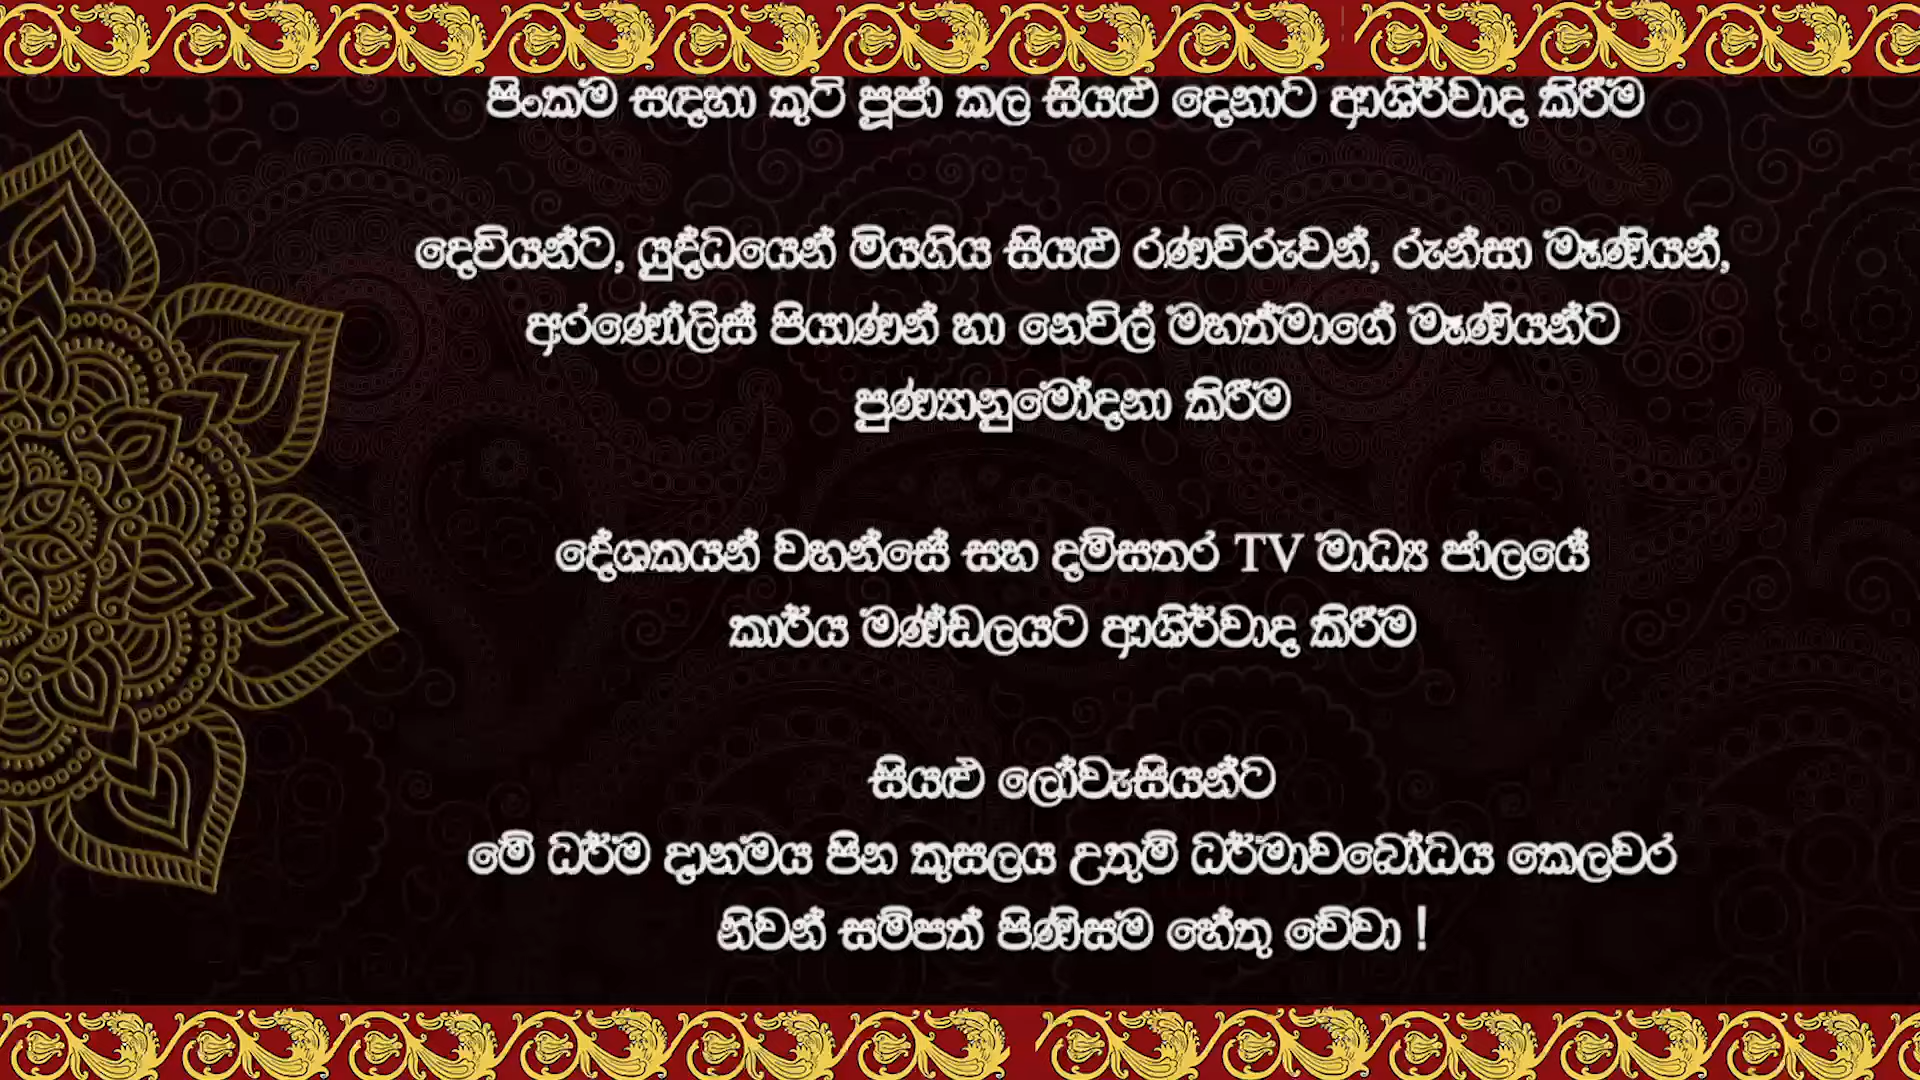 පිංකම සඳහා කුටි පූජා කල සියළු දෙනාට ආශිර්වාද කිරීම
දෙවියන්ට, යුද්ධයෙන් මියගිය සියළු රණවිරුවන්, රුන්සා මෑණියන්,
අරණෝලිස් පියාණන් හා නෙවිල් මහත්මාගේ මෑණියන්ට
පුණ්‍යානුමෝදනා කිරීම
දේශකයන් වහන්සේ සහ දම්සතර TV මාධ්‍ය ජාලයේ
කාර්ය මණ්ඩලයට ආශිර්වාද කිරීම
සියළු ලෝවැසියන්ට
මේ ධර්ම දානමය පින කුසලය උතුම් ධර්මාවබෝධය කෙලවර
නිවන් සම්පත් පිණිසම හේතු වේවා !